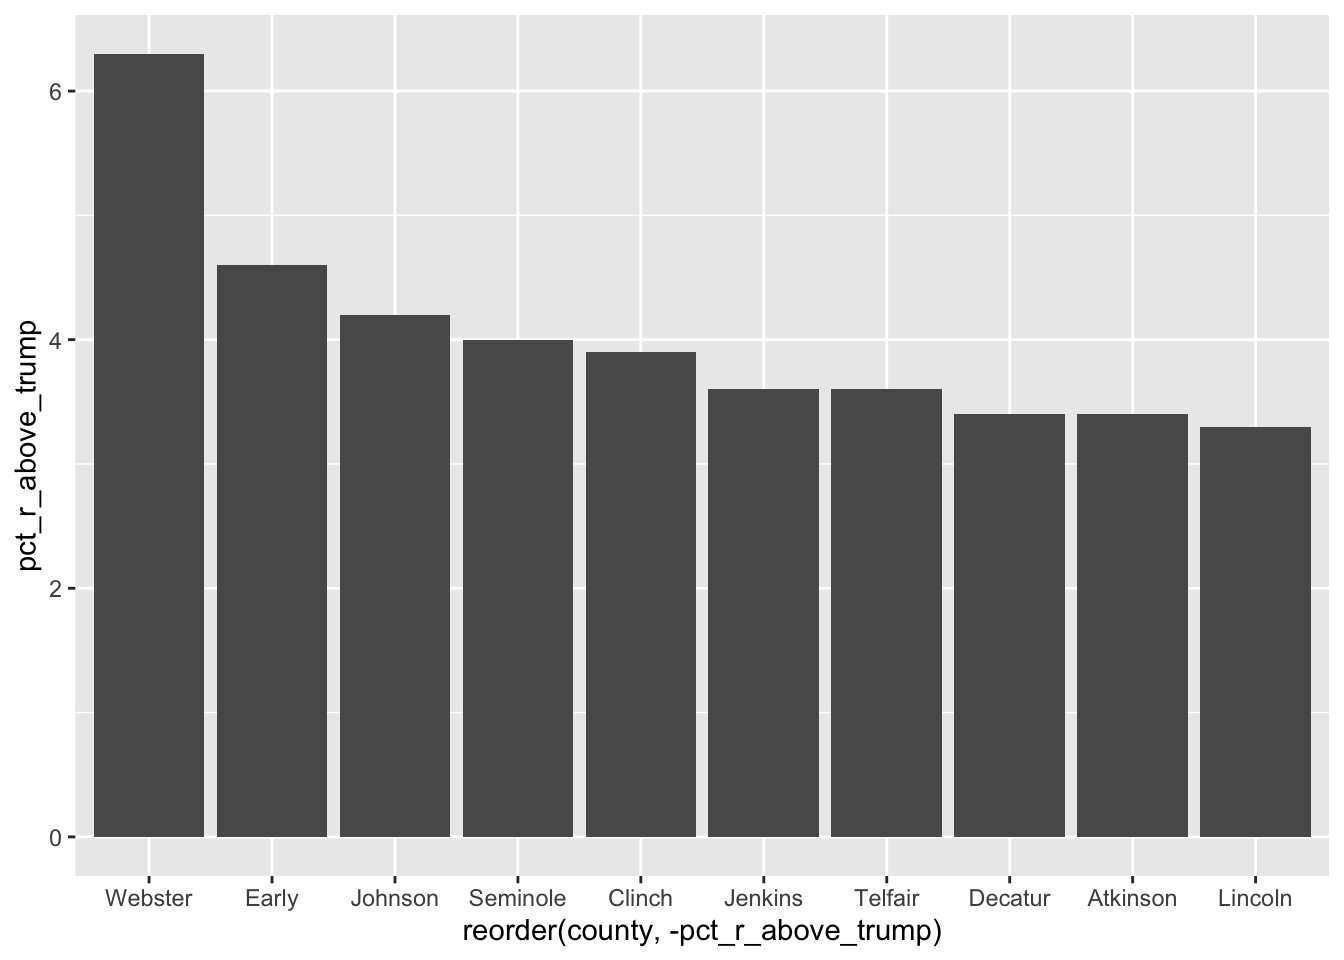 pct_r_above_trump
6
4
2
0
Webster Early Johnson Seminole Clinch Jenkins Telfair Decatur Atkinson Lincoln
reorder(county, -pct_r_above_trump)